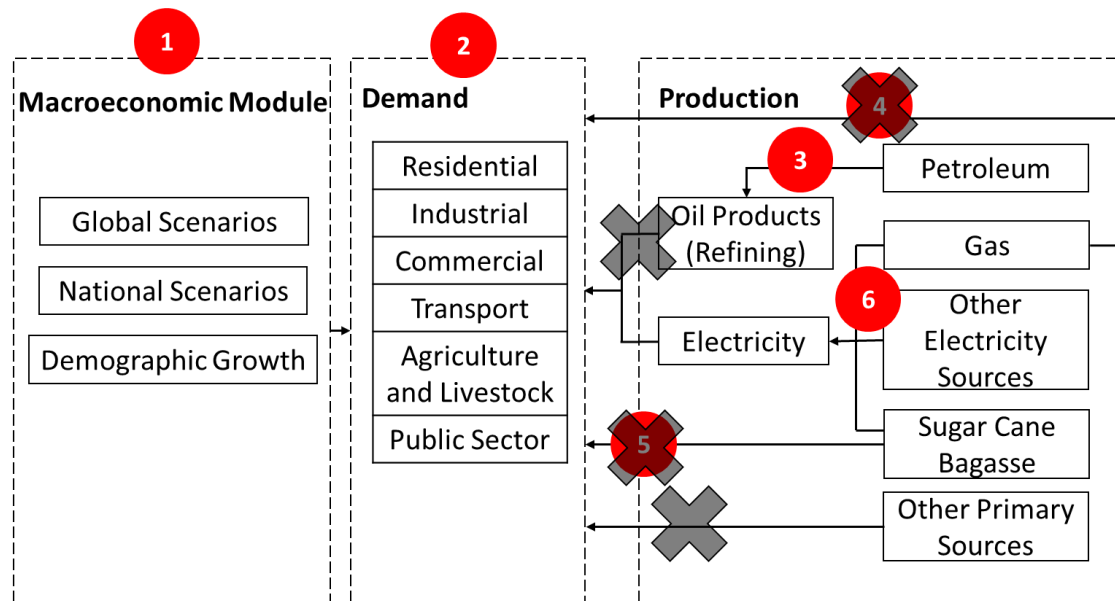 1
2
Macroeconomic Module
Global Scenarios
National Scenarios
Demographic Growth
Demand
Residential
Industrial
Commercial
Transport
Agriculture
and Livestock
Public Sector
Production
4
3
Petroleum
Oil Products
(Refining)
Gas
6
Other
Electricity
Sources
Electricity
5
Sugar Cane
Bagasse
Other Primary
Sources